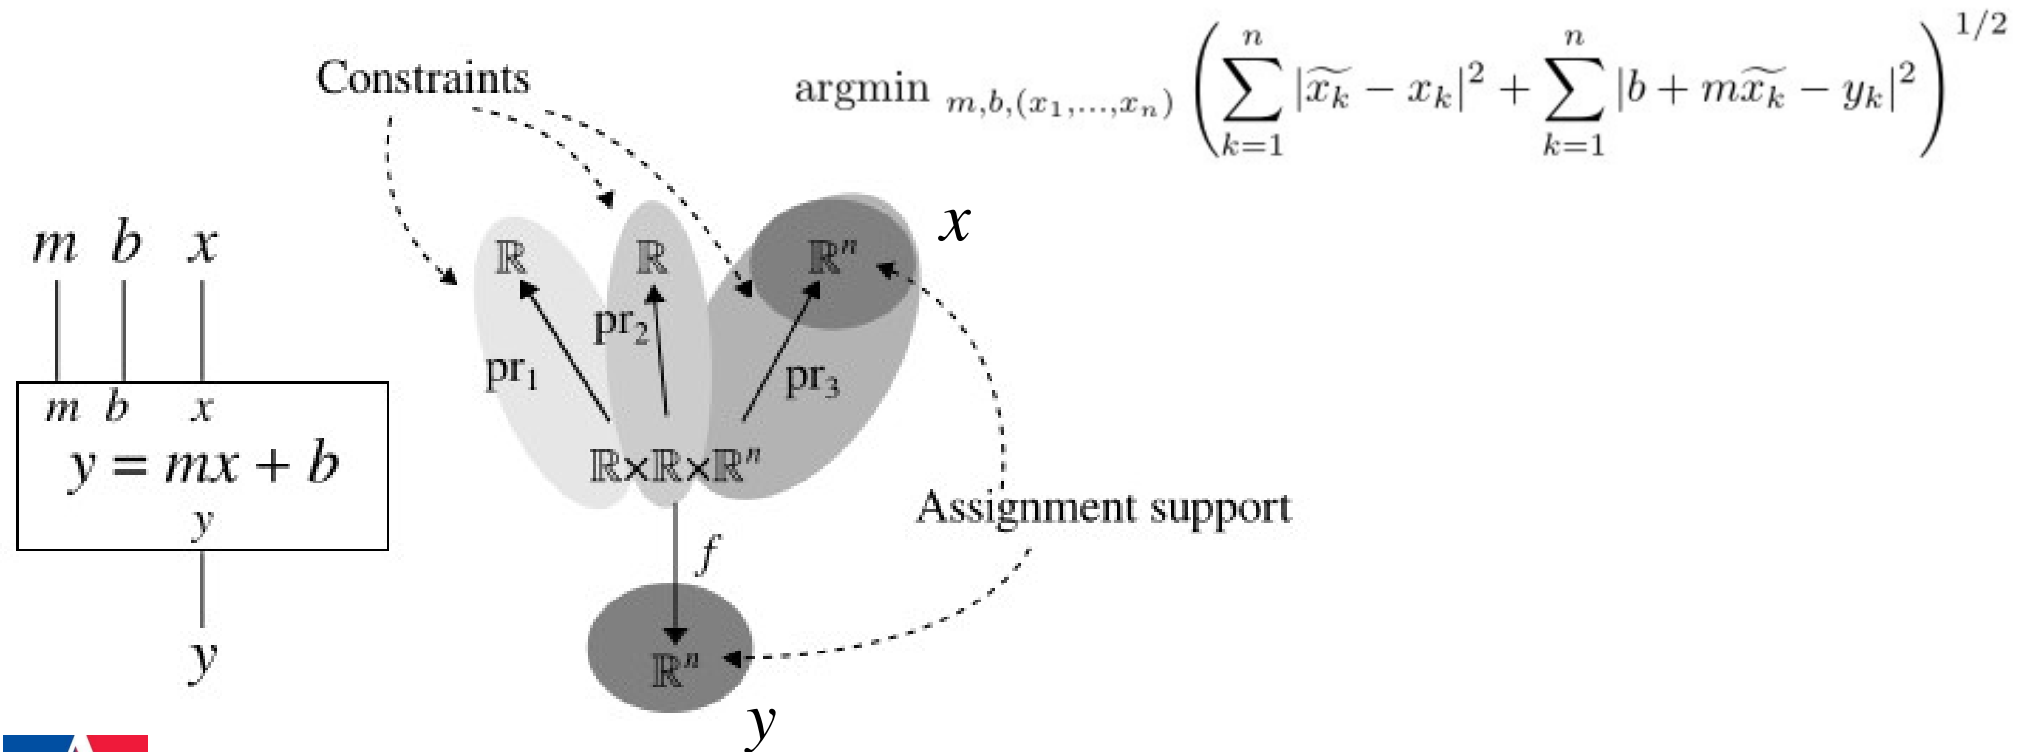 Constraints
argmin m,b,(x₁,...,xₙ) (∑ₖ₌₁ⁿ |x̃ₖ − xₖ|² + ∑ₖ₌₁ⁿ |b + mx̃ₖ − yₖ|²)^1/2
m b x
m b x
y = mx + b
y
y
ℝ ℝ ℝⁿ x
pr₁ pr₂ pr₃
ℝ×ℝ×ℝⁿ
f
ℝⁿ
y
Assignment support